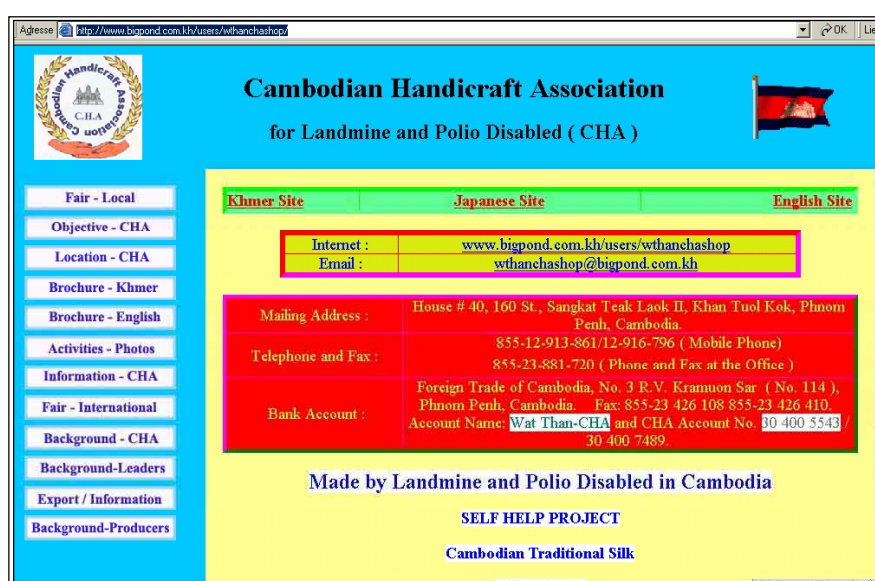 Adresse http://www.bigpond.com.kh/users/wthanchashop/ OK Lie
Cambodian Handicraft Association
C.H.A
Cambodian Handicraft Association
for Landmine and Polio Disabled ( CHA )
Fair - Local
Objective - CHA
Location - CHA
Brochure - Khmer
Brochure - English
Activities - Photos
Information - CHA
Fair - International
Background - CHA
Background-Leaders
Export / Information
Background-Producers
Khmer Site Japanese Site English Site
Internet : www.bigpond.com.kh/users/wthanchashop
Email : wthanchashop@bigpond.com.kh
Mailing Address : House # 40, 160 St., Sangkat Teak Laok II, Khan Tuol Kok, Phnom
Penh, Cambodia.
Telephone and Fax : 855-12-913-861/12-916-796 ( Mobile Phone)
855-23-881-720 ( Phone and Fax at the Office )
Bank Account : Foreign Trade of Cambodia, No. 3 R.V. Kramuon Sar ( No. 114 ),
Phnom Penh, Cambodia. Fax: 855-23 426 108 855-23 426 410.
Account Name: Wat Than-CHA and CHA Account No. 30 400 5543 /
30 400 7489.
Made by Landmine and Polio Disabled in Cambodia
SELF HELP PROJECT
Cambodian Traditional Silk